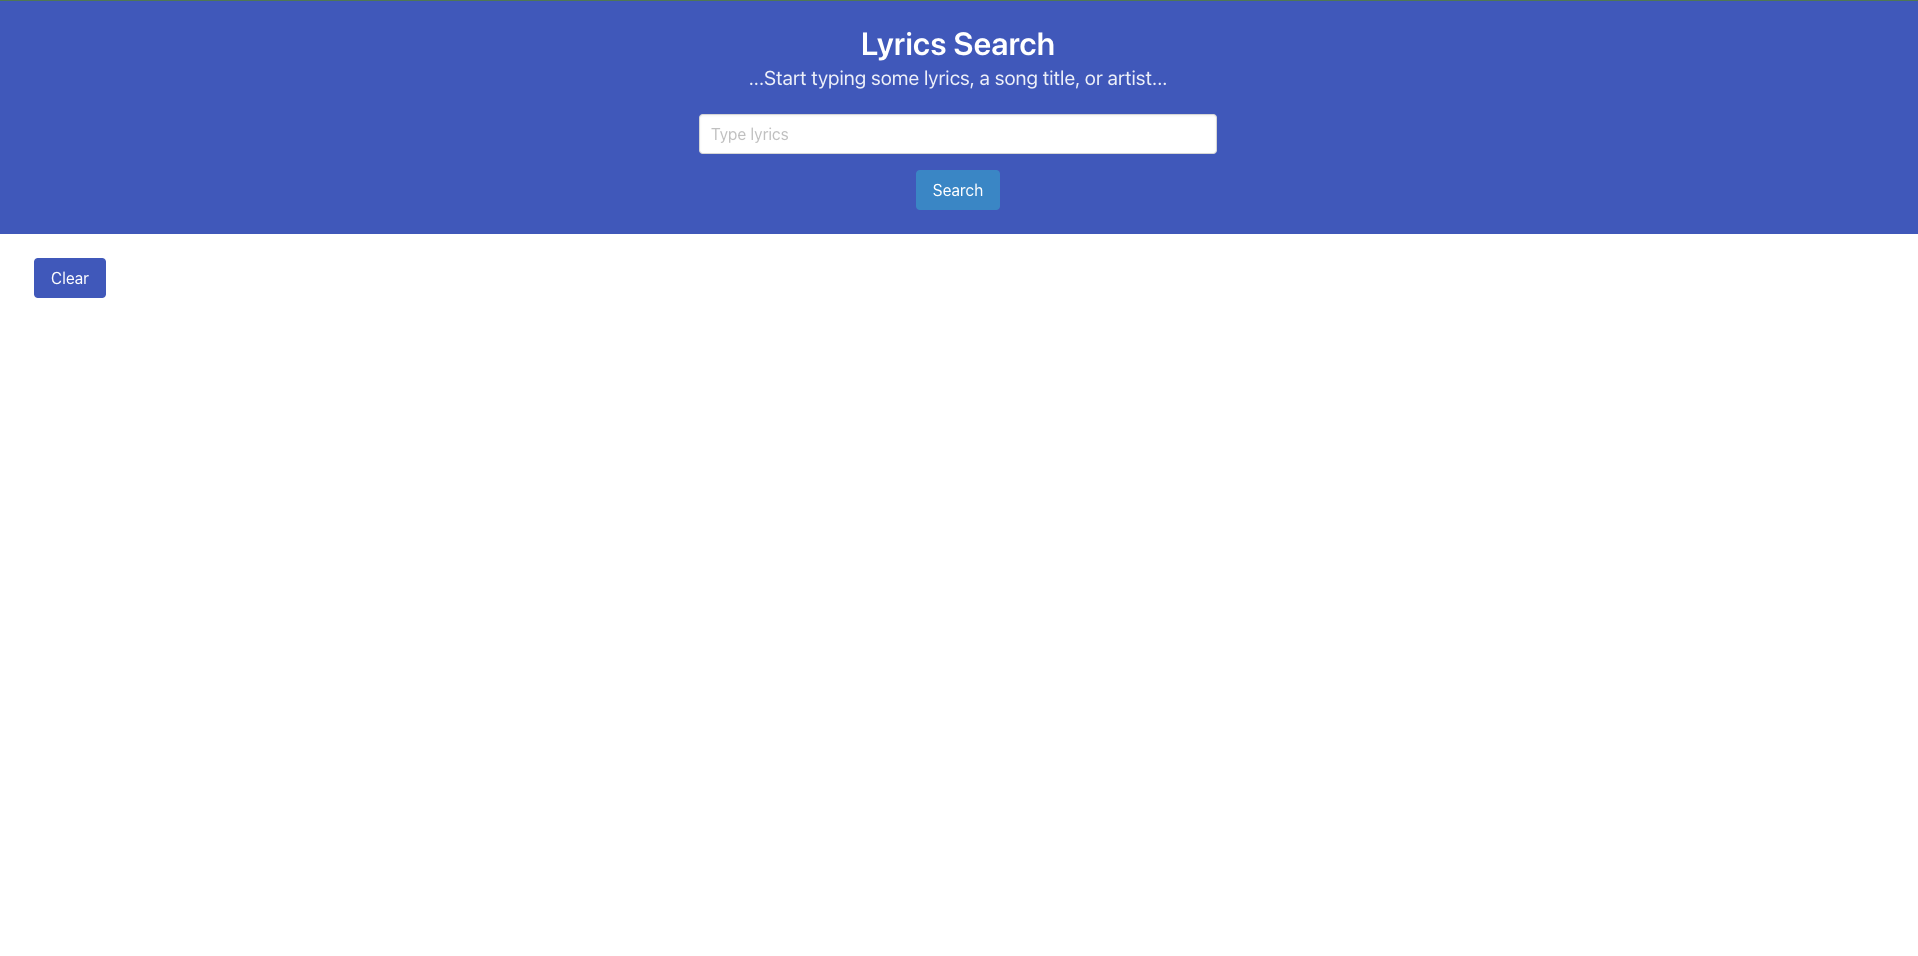 Lyrics Search
...Start typing some lyrics, a song title, or artist...
Type lyrics
Search
Clear